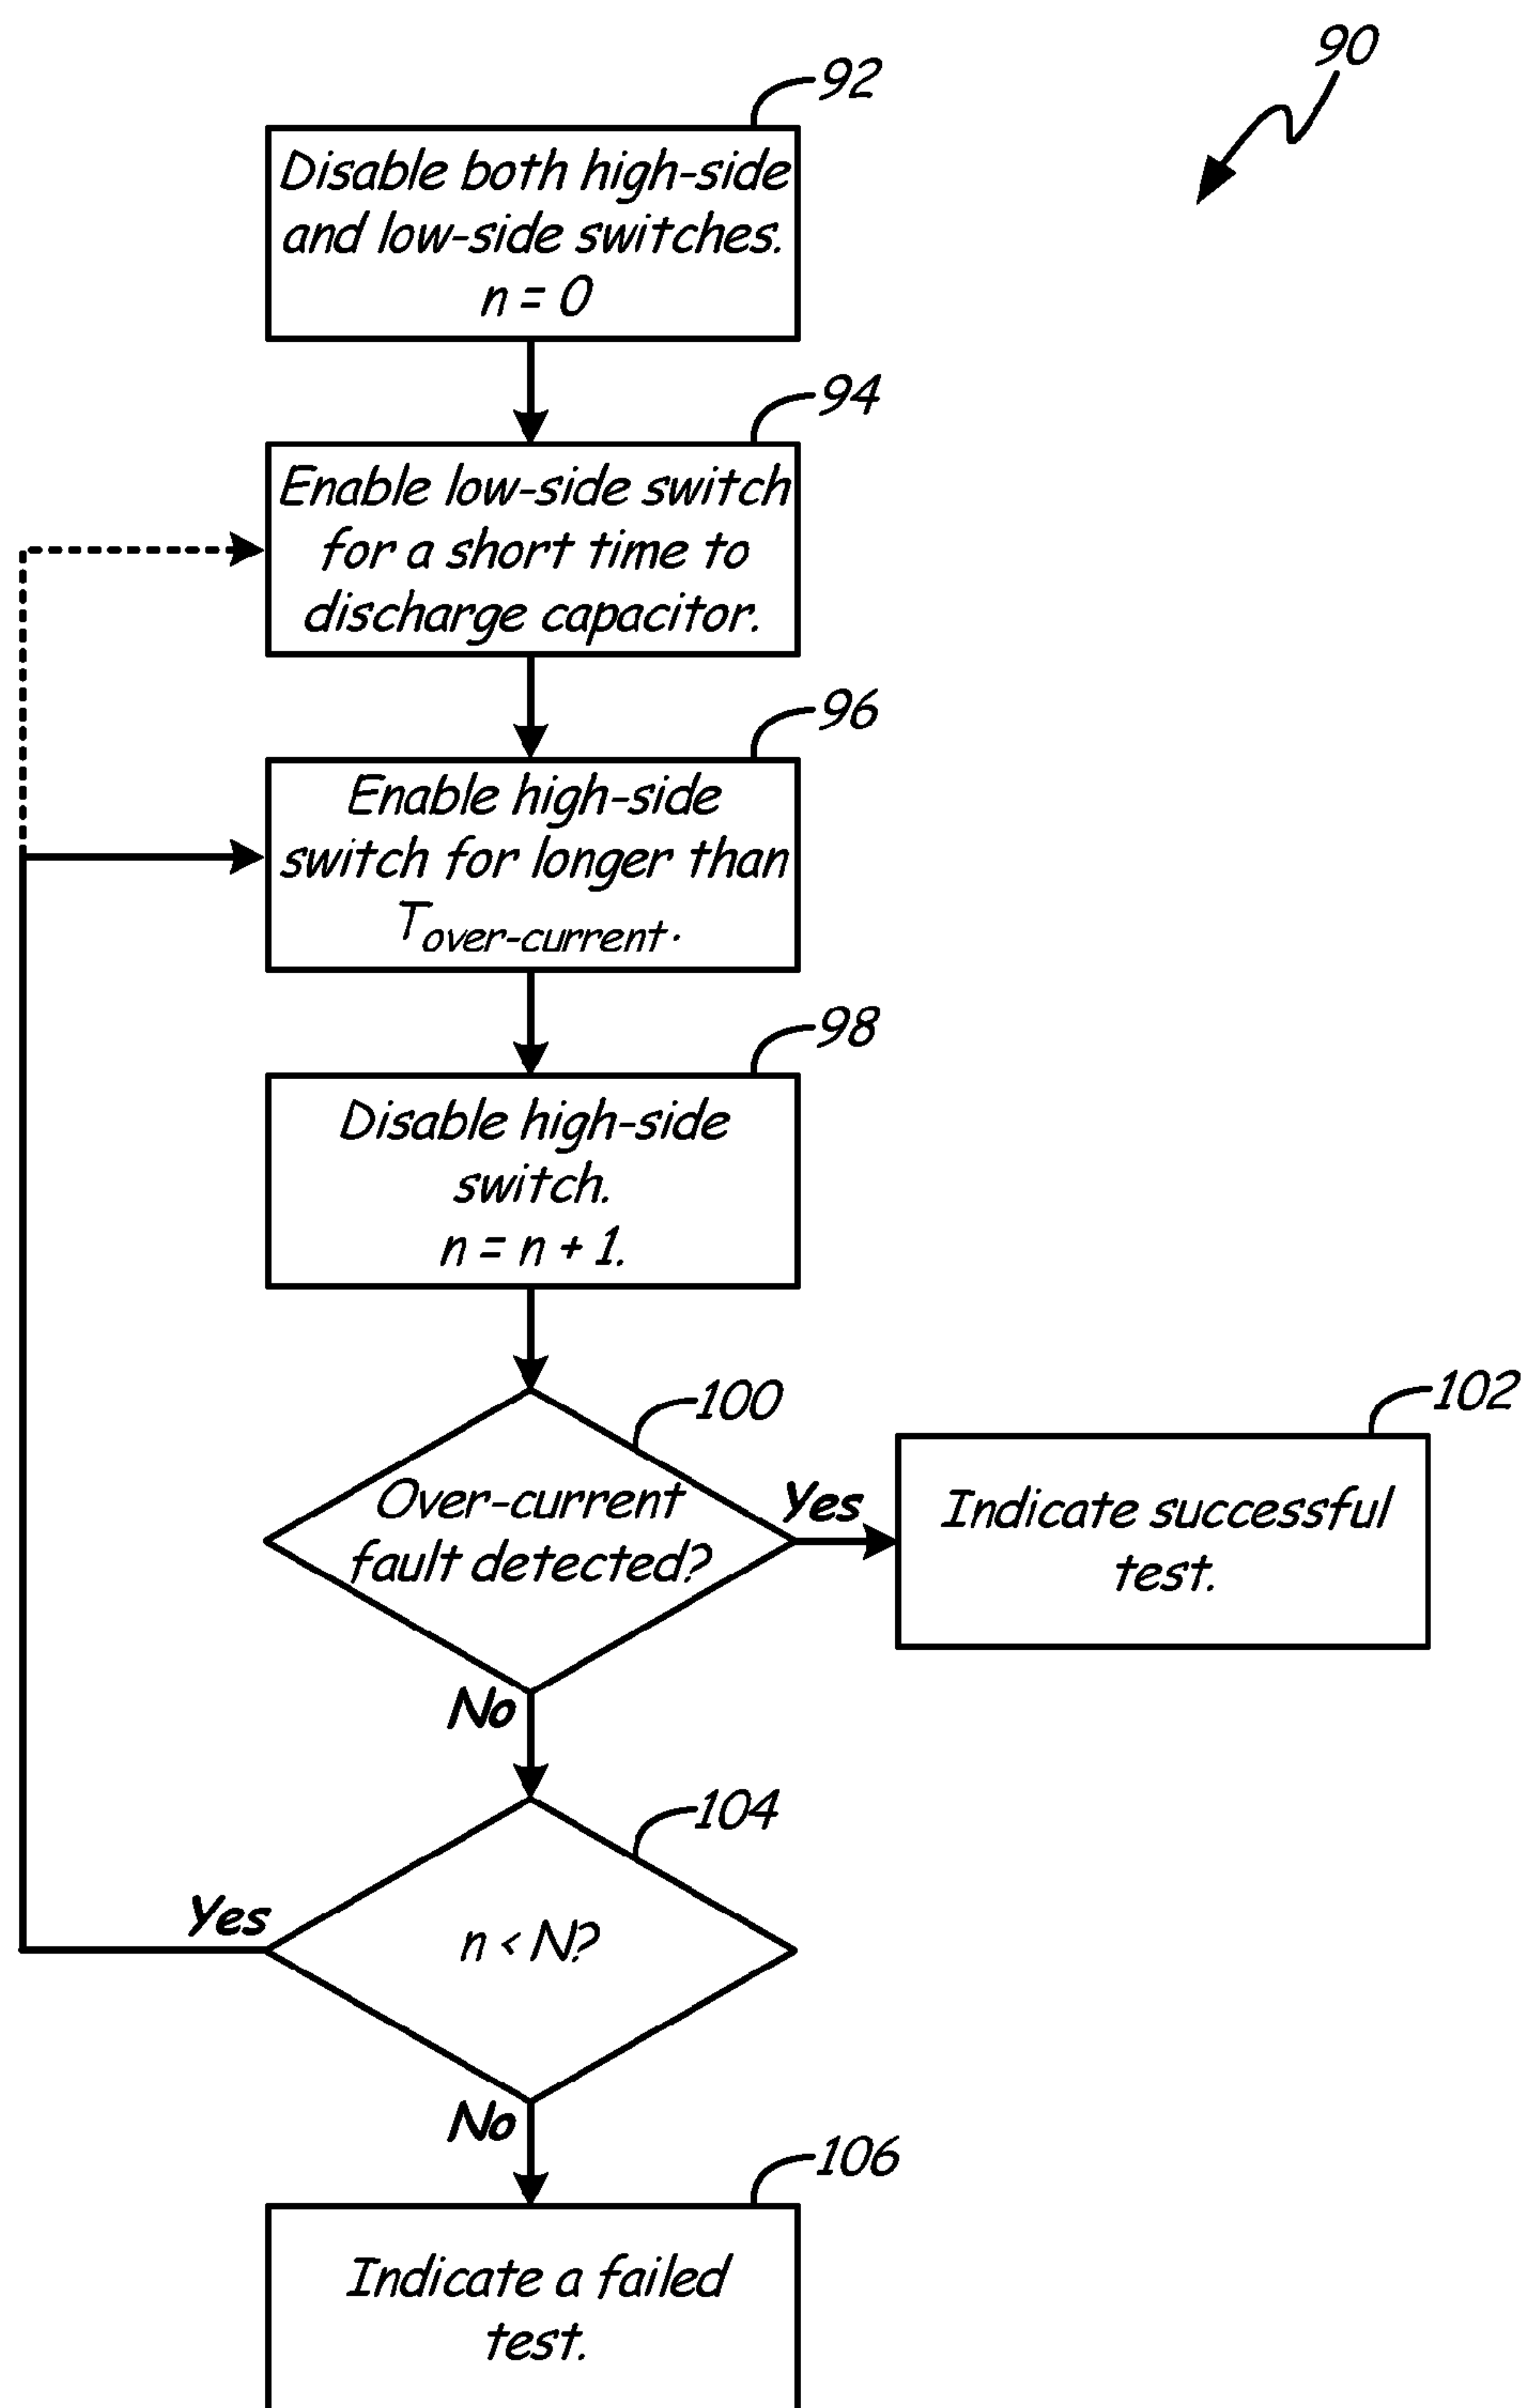 90
92
Disable both high-side
and low-side switches.
n = 0
94
Enable low-side switch
for a short time to
discharge capacitor.
96
Enable high-side
switch for longer than
Tover-current.
98
Disable high-side
switch.
n = n + 1.
100
Over-current
fault detected?
Yes
102
Indicate successful
test.
No
104
n < N?
Yes
No
106
Indicate a failed
test.